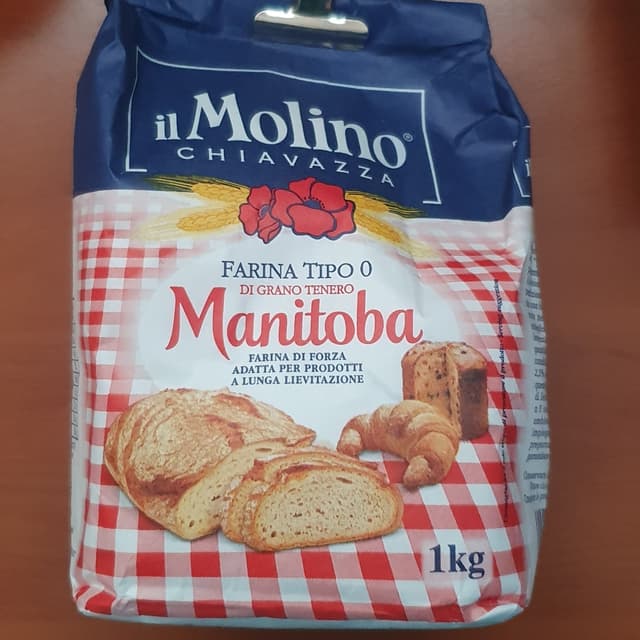 il Molino®
CHIAVAZZA
FARINA TIPO 0
DI GRANO TENERO
Manitoba
FARINA DI FORZA
ADATTA PER PRODOTTI
A LUNGA LIEVITAZIONE
1kg